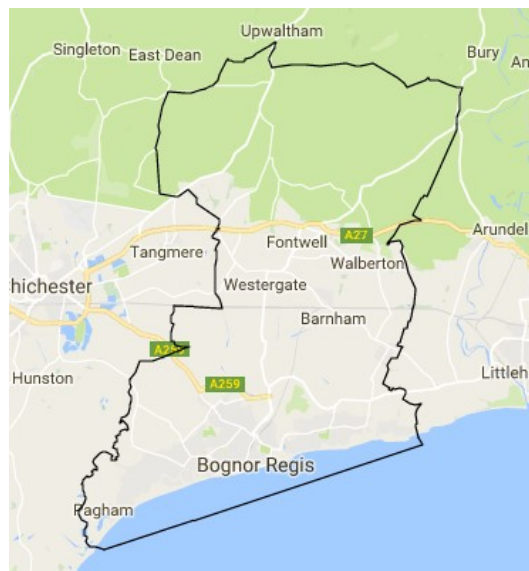 Upwaltham
Singleton
East Dean
Bury
An
Arundel
A27
Fontwell
Tangmere
Walberton
hichester
Westergate
Barnham
A25
Hunston
A259
Littleh
Bognor Regis
Pagham